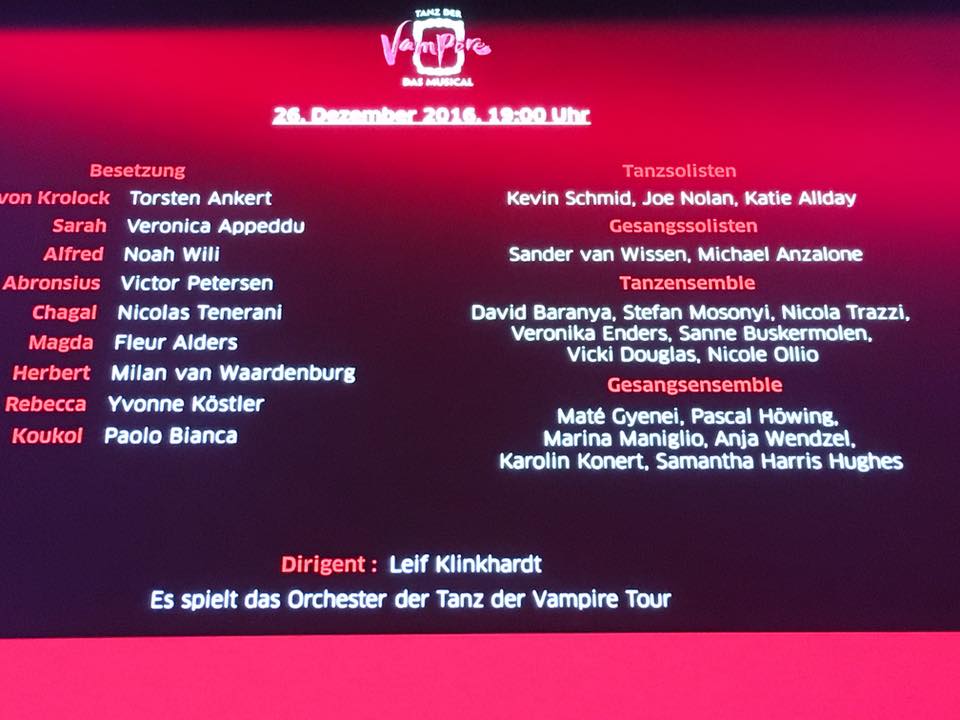 TANZ DER
Vampire
DAS MUSICAL
26. Dezember 2016, 19:00 Uhr
Besetzung
von Krolock Torsten Ankert
Sarah Veronica Appeddu
Alfred Noah Wili
Abronsius Victor Petersen
Chagal Nicolas Tenerani
Magda Fleur Alders
Herbert Milan van Waardenburg
Rebecca Yvonne Köstler
Koukol Paolo Bianca
Tanzsolisten
Kevin Schmid, Joe Nolan, Katie Allday
Gesangssolisten
Sander van Wissen, Michael Anzalone
Tanzensemble
David Baranya, Stefan Mosonyi, Nicola Trazzi,
Veronika Enders, Sanne Buskermolen,
Vicki Douglas, Nicole Ollio
Gesangsensemble
Maté Gyenei, Pascal Höwing,
Marina Maniglio, Anja Wendzel,
Karolin Konert, Samantha Harris Hughes
Dirigent : Leif Klinkhardt
Es spielt das Orchester der Tanz der Vampire Tour